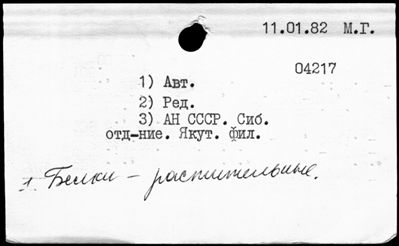 11.01.82 М.Г.
04217
1) Авт.
2) Ред.
3) АН СССР. Сиб.
отд-ние. Якут. фил.
1. Белки – растительные.